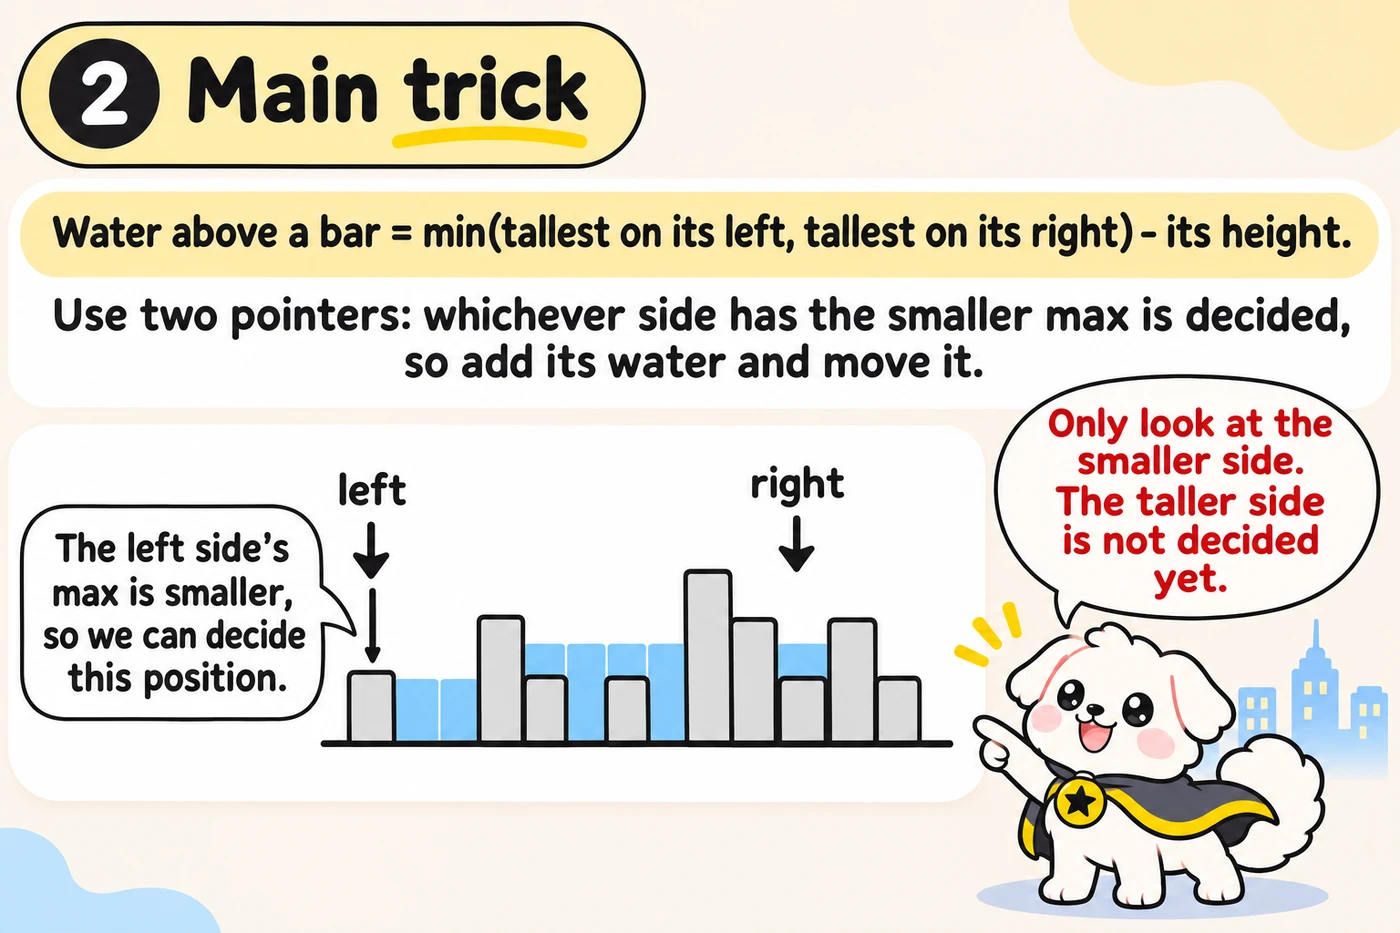 2 Main trick
Water above a bar = min(tallest on its left, tallest on its right) - its height.
Use two pointers: whichever side has the smaller max is decided,
so add its water and move it.
Only look at the
smaller side.
The taller side
is not decided
yet.
left
right
The left side's
max is smaller,
so we can decide
this position.